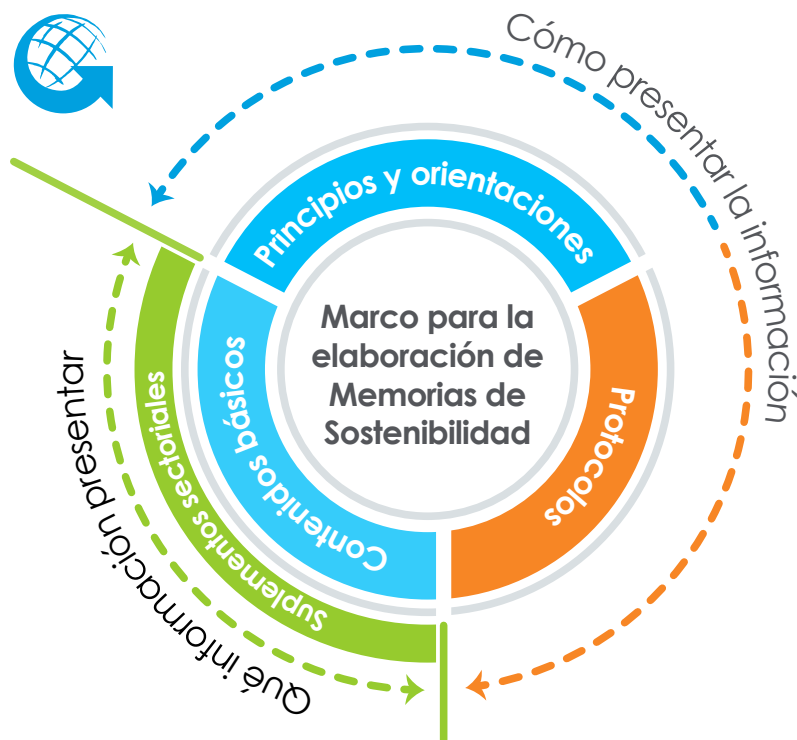 Cómo presentar la información
Principios y orientaciones
Marco para la
elaboración de
Memorias de
Sostenibilidad
Protocolos
Contenidos básicos
Suplementos sectoriales
Qué información presentar